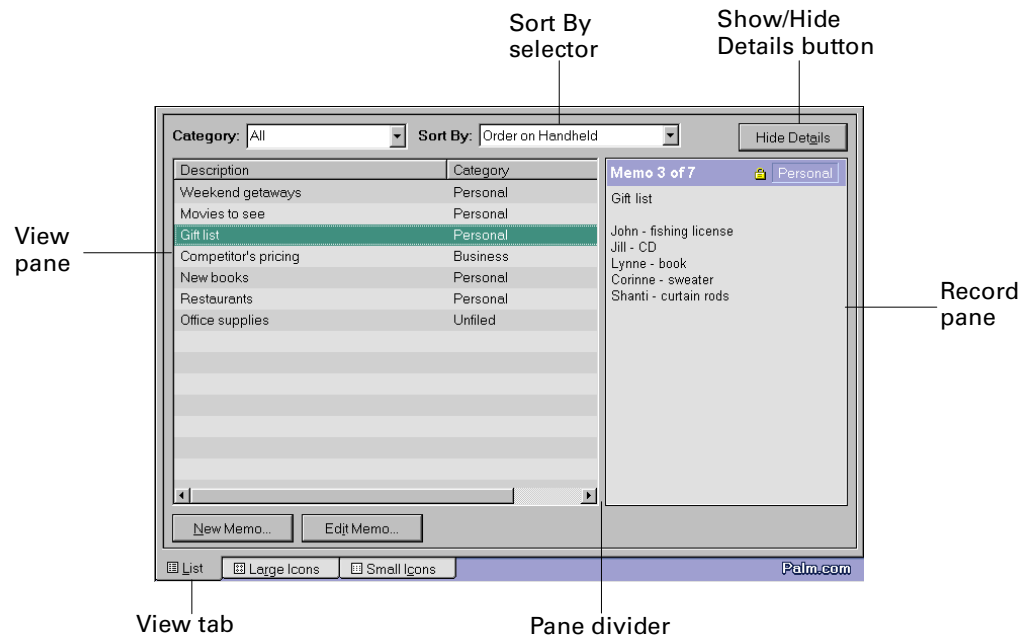 Sort By
selector
Show/Hide
Details button
Category: All
Sort By: Order on Handheld
Hide Details
Description Category
Weekend getaways Personal
Movies to see Personal
Gift list Personal
Competitor's pricing Business
New books Personal
Restaurants Personal
Office supplies Unfiled
Memo 3 of 7 Personal
Gift list
John - fishing license
Jill - CD
Lynne - book
Corinne - sweater
Shanti - curtain rods
View
pane
Record
pane
New Memo... Edit Memo...
List Large Icons Small Icons Palm.com
View tab
Pane divider